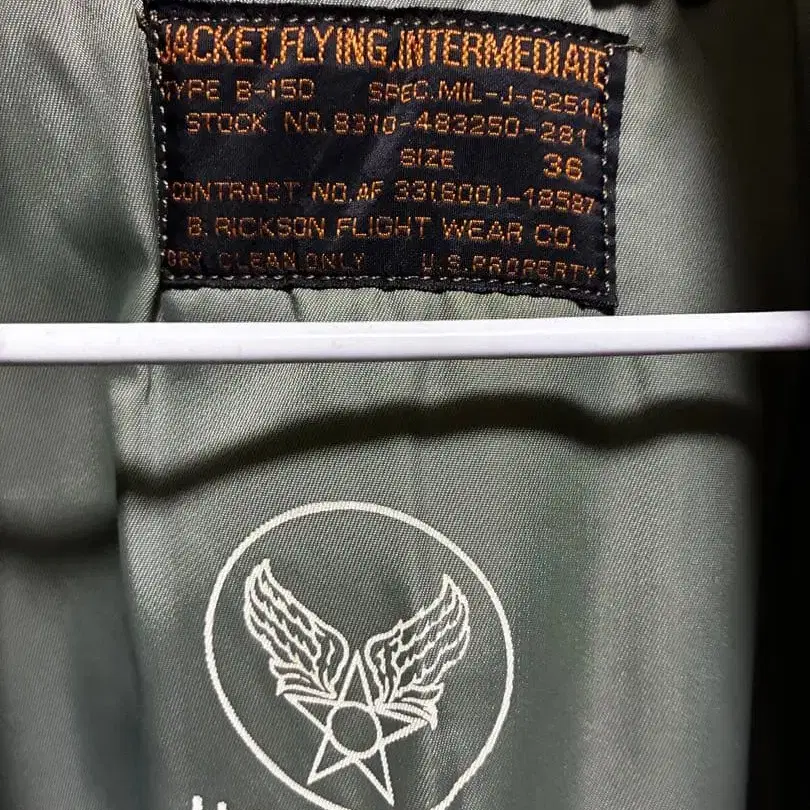 JACKET,FLYING,INTERMEDIATE
TYPE B-15D SPEC.MIL-J-6251A
STOCK NO. 8310-483250-281
SIZE 36
CONTRACT NO.AF 33(600)-18587
B. RICKSON FLIGHT WEAR CO.
DRY CLEAN ONLY U.S.PROPERTY